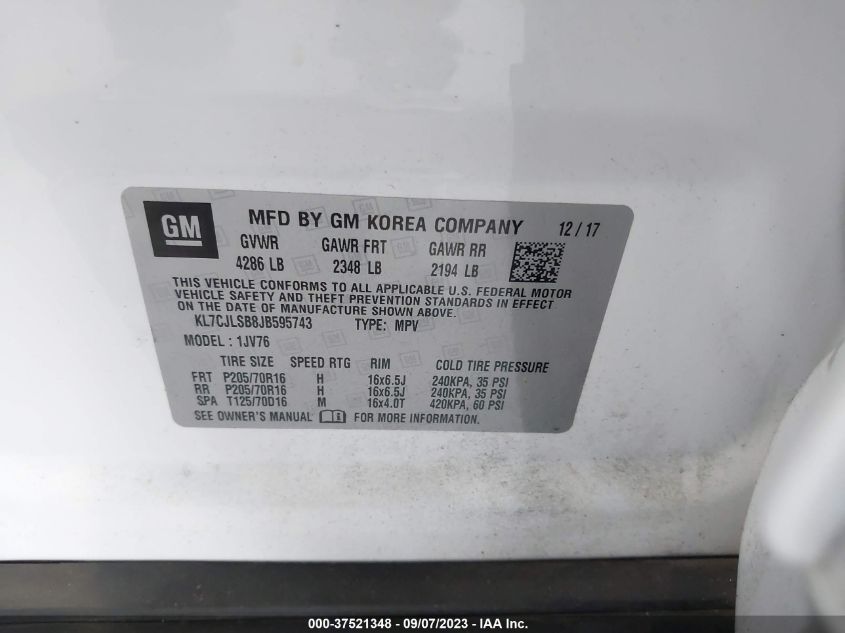 GM MFD BY GM KOREA COMPANY 12/17
GVWR GAWR FRT GAWR RR
4286 LB 2348 LB 2194 LB
THIS VEHICLE CONFORMS TO ALL APPLICABLE U.S. FEDERAL MOTOR
VEHICLE SAFETY AND THEFT PREVENTION STANDARDS IN EFFECT
ON THE DATE OF MANUFACTURE SHOWN ABOVE.
KL7CJLSB8JB595743 TYPE: MPV
MODEL : 1JV76
TIRE SIZE SPEED RTG RIM COLD TIRE PRESSURE
FRT P205/70R16 H 16x6.5J 240KPA, 35 PSI
RR P205/70R16 H 16x6.5J 240KPA, 35 PSI
SPA T125/70D16 M 16x4.0T 420KPA, 60 PSI
SEE OWNER'S MANUAL FOR MORE INFORMATION.
000-37521348 - 09/07/2023 - IAA Inc.